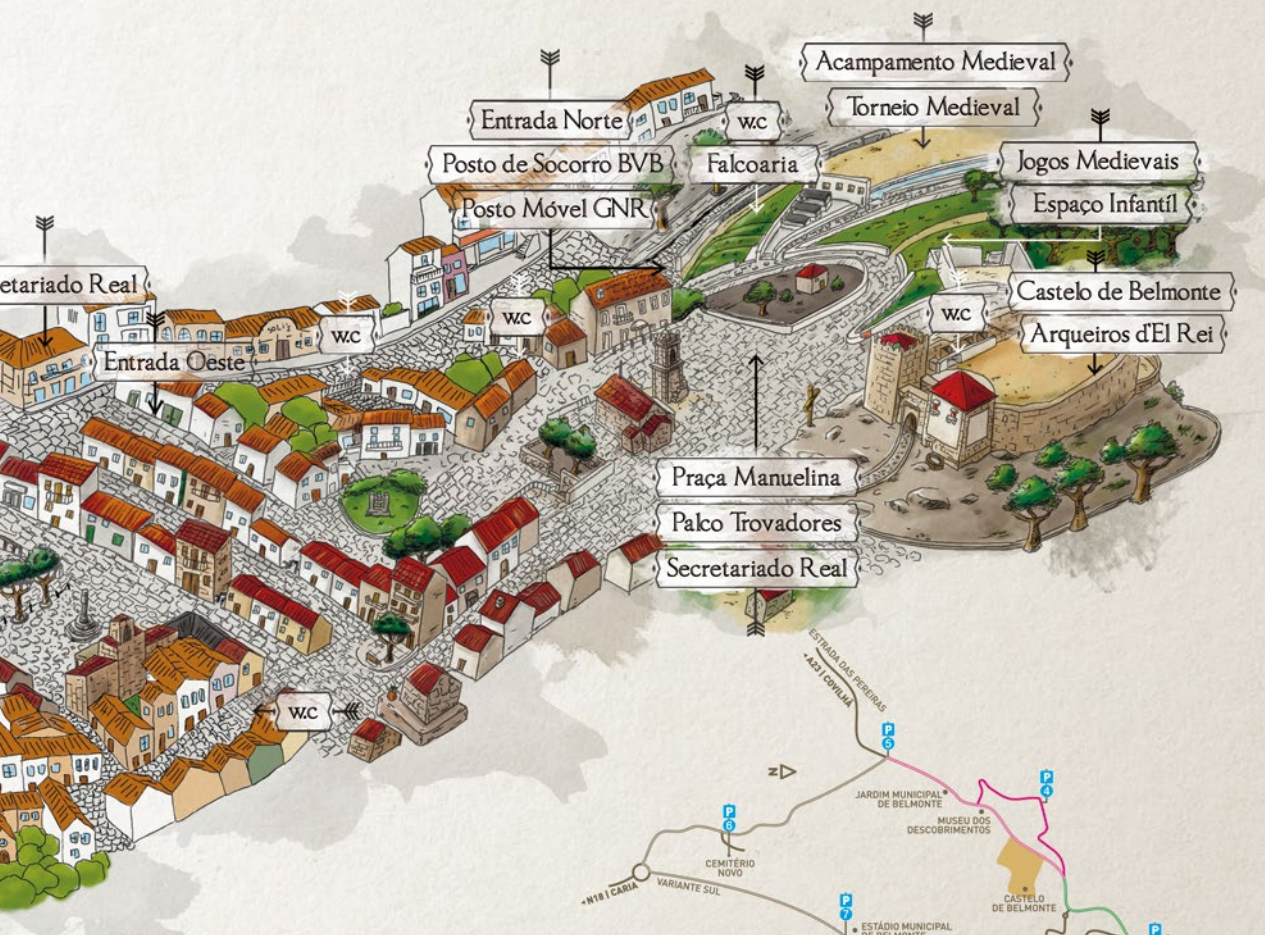 Acampamento Medieval
Torneio Medieval
Entrada Norte
Posto de Socorro BVB
Posto Móvel GNR
W.C
Falcoaria
Jogos Medievais
Espaço Infantil
etariado Real
Entrada Oeste
SOLI'S
W.C
W.C
W.C
Castelo de Belmonte
Arqueiros d'El Rei
Praça Manuelina
Palco Trovadores
Secretariado Real
W.C
ESTRADA DAS PEREIRAS
A23 | COVILHÃ
P
5
N
JARDIM MUNICIPAL
DE BELMONTE
P
4
MUSEU DOS
DESCOBRIMENTOS
P
6
CEMITÉRIO
NOVO
N18 | CARIA
VARIANTE SUL
CASTELO
DE BELMONTE
P
7
ESTÁDIO MUNICIPAL
DE BELMONTE
P